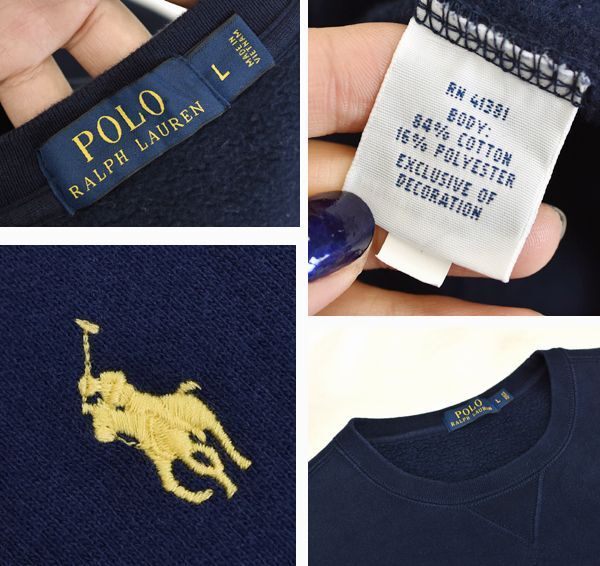 POLO
RALPH LAUREN
L
MADE IN
VIETNAM
RN 41381
BODY:
84% COTTON
16% POLYESTER
EXCLUSIVE OF
DECORATION
POLO
RALPH LAUREN
L